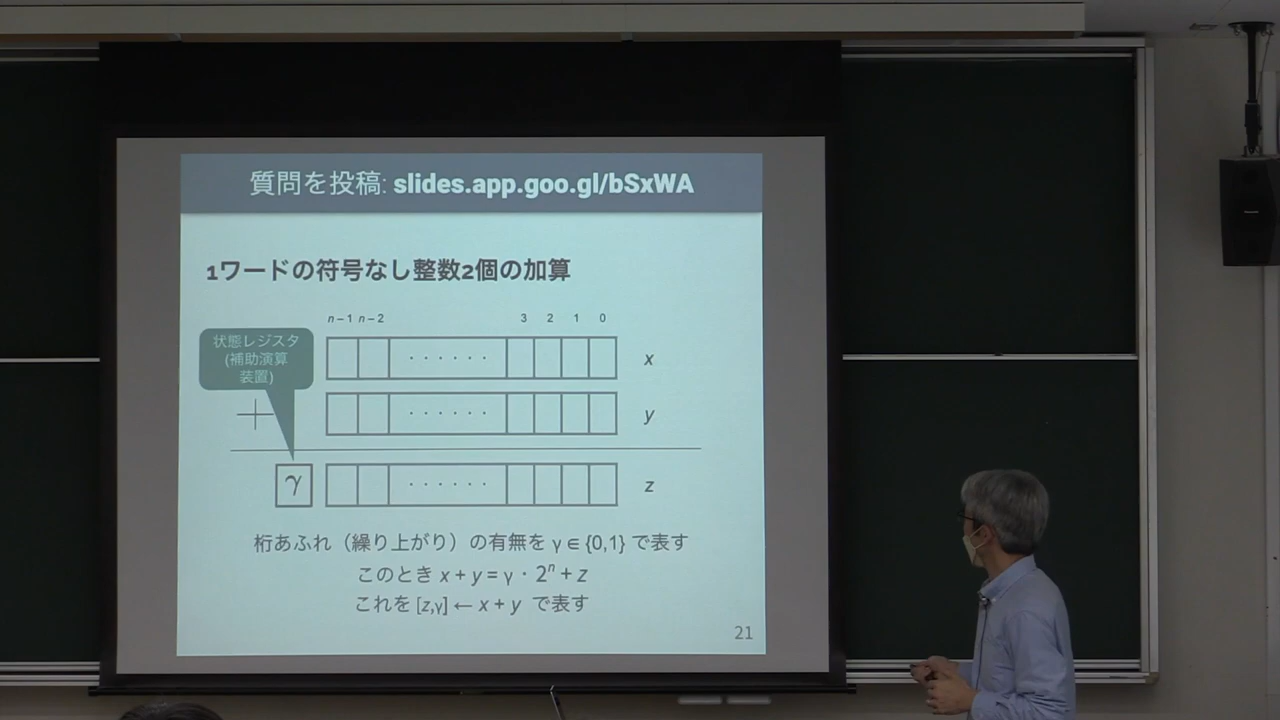 質問を投稿: slides.app.goo.gl/bSxWA
1ワードの符号なし整数2個の加算
n−1 n−2 3 2 1 0
状態レジスタ
(補助演算
装置)
· · · · · · x
+ · · · · · · y
γ · · · · · · z
桁あふれ（繰り上がり）の有無を γ ∈ {0,1} で表す
このとき x + y = γ · 2ⁿ + z
これを [z,γ] ← x + y で表す
21